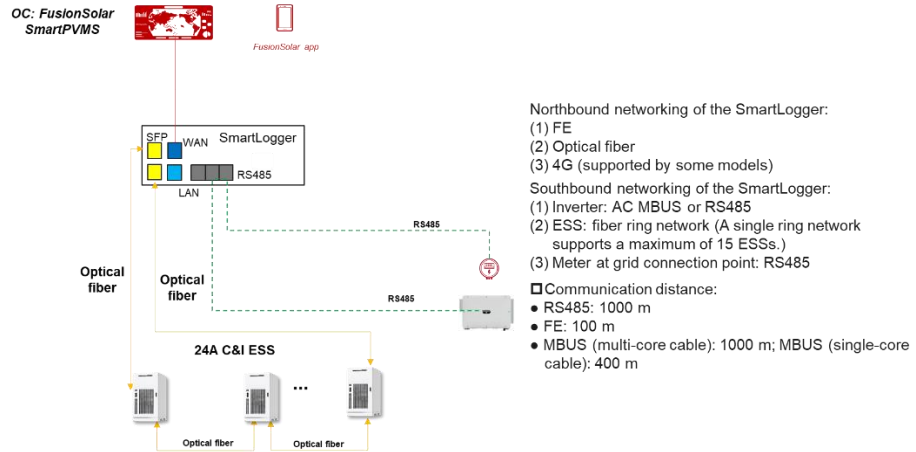 OC: FusionSolar
SmartPVMS
FusionSolar app
SFP
WAN
SmartLogger
RS485
LAN
RS485
Optical
fiber
Optical
fiber
RS485
24A C&I ESS
...
Optical fiber
Optical fiber
Northbound networking of the SmartLogger:
(1) FE
(2) Optical fiber
(3) 4G (supported by some models)
Southbound networking of the SmartLogger:
(1) Inverter: AC MBUS or RS485
(2) ESS: fiber ring network (A single ring network
supports a maximum of 15 ESSs.)
(3) Meter at grid connection point: RS485
Communication distance:
● RS485: 1000 m
● FE: 100 m
● MBUS (multi-core cable): 1000 m; MBUS (single-core
cable): 400 m